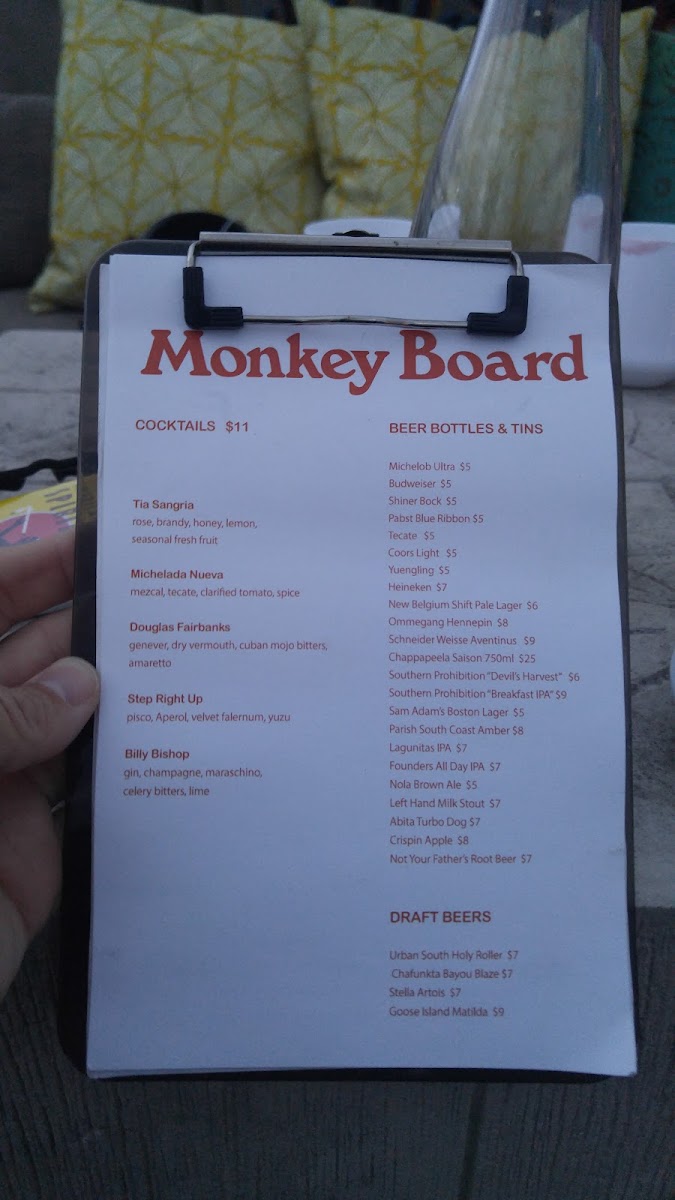 Monkey Board
COCKTAILS $11
Tia Sangria
rose, brandy, honey, lemon,
seasonal fresh fruit
Michelada Nueva
mezcal, tecate, clarified tomato, spice
Douglas Fairbanks
genever, dry vermouth, cuban mojo bitters,
amaretto
Step Right Up
pisco, Aperol, velvet falernum, yuzu
Billy Bishop
gin, champagne, maraschino,
celery bitters, lime
BEER BOTTLES & TINS
Michelob Ultra $5
Budweiser $5
Shiner Bock $5
Pabst Blue Ribbon $5
Tecate $5
Coors Light $5
Yuengling $5
Heineken $7
New Belgium Shift Pale Lager $6
Ommegang Hennepin $8
Schneider Weisse Aventinus $9
Chappapeela Saison 750ml $25
Southern Prohibition "Devil's Harvest" $6
Southern Prohibition "Breakfast IPA" $9
Sam Adam's Boston Lager $5
Parish South Coast Amber $8
Lagunitas IPA $7
Founders All Day IPA $7
Nola Brown Ale $5
Left Hand Milk Stout $7
Abita Turbo Dog $7
Crispin Apple $8
Not Your Father's Root Beer $7
DRAFT BEERS
Urban South Holy Roller $7
Chafunkta Bayou Blaze $7
Stella Artois $7
Goose Island Matilda $9